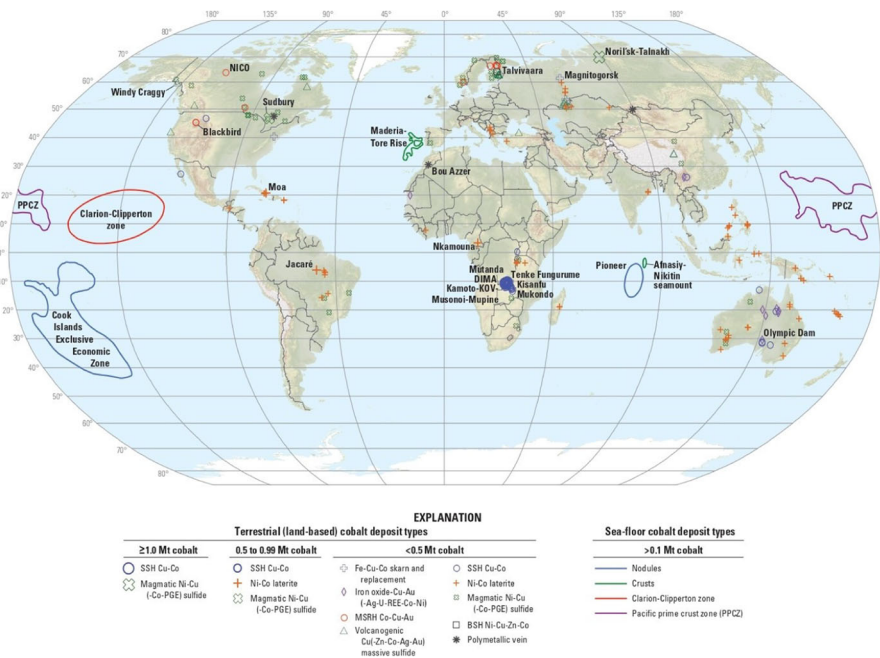 180° 135° 90° 45° 0° 45° 90° 135° 180°
80°
70°
60°
50°
40°
30°
20°
10°
20°
30°
40°
50°
60°
70°
80°
NICO
Windy Craggy
Sudbury
Blackbird
Noril'sk-Talnakh
Talvivaara
Magnitogorsk
Maderia-
Tore Rise
Bou Azzer
Moa
PPCZ
Clarion-Clipperton
zone
PPCZ
Nkamouna
Jacaré
Mutanda
DIMA
Kamoto-KOV-
Musonoi-Mupine
Tenke Fungurume
Kisanfu
Mukondo
Pioneer
Afnasiy-
Nikitin
seamount
Cook
Islands
Exclusive
Economic
Zone
Olympic Dam
EXPLANATION
Terrestrial (land-based) cobalt deposit types
≥1.0 Mt cobalt
SSH Cu-Co
Magmatic Ni-Cu
(-Co-PGE) sulfide
0.5 to 0.99 Mt cobalt
SSH Cu-Co
Ni-Co laterite
Magmatic Ni-Cu
(-Co-PGE) sulfide
<0.5 Mt cobalt
Fe-Cu-Co skarn and
replacement
Iron oxide-Cu-Au
(-Ag-U-REE-Co-Ni)
MSRH Co-Cu-Au
Volcanogenic
Cu(-Zn-Co-Ag-Au)
massive sulfide
SSH Cu-Co
Ni-Co laterite
Magmatic Ni-Cu
(-Co-PGE) sulfide
BSH Ni-Cu-Zn-Co
Polymetallic vein
Sea-floor cobalt deposit types
>0.1 Mt cobalt
Nodules
Crusts
Clarion-Clipperton zone
Pacific prime crust zone (PPCZ)